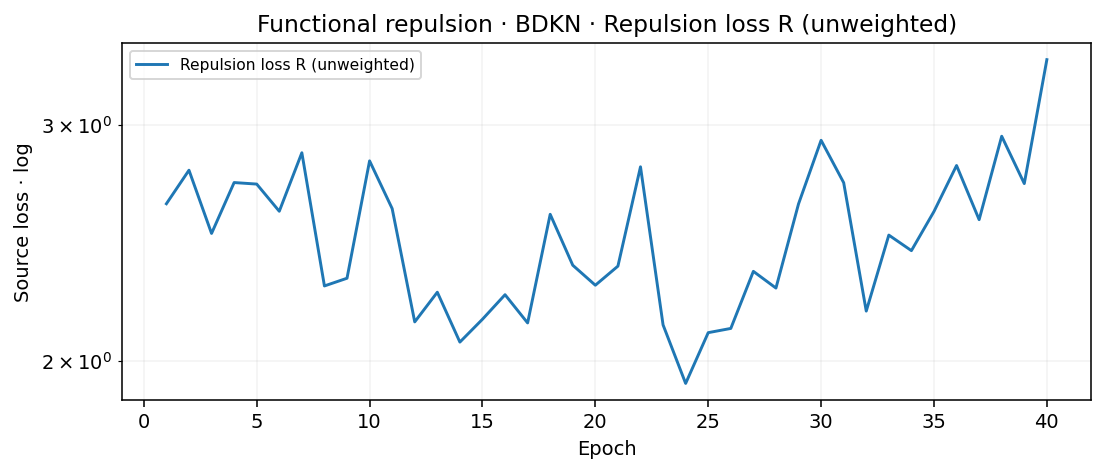 Functional repulsion · BDKN · Repulsion loss R (unweighted)
Repulsion loss R (unweighted)
Source loss · log
3 × 10⁰
2 × 10⁰
0 5 10 15 20 25 30 35 40
Epoch